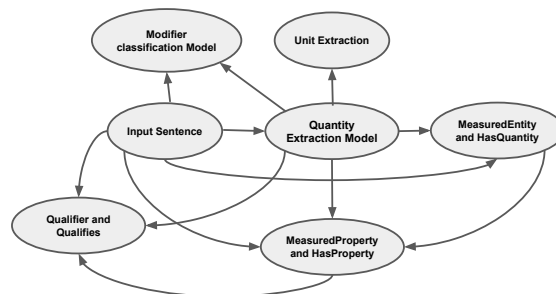 Modifier
classification Model
Unit Extraction
Input Sentence
Quantity
Extraction Model
MeasuredEntity
and HasQuantity
Qualifier and
Qualifies
MeasuredProperty
and HasProperty